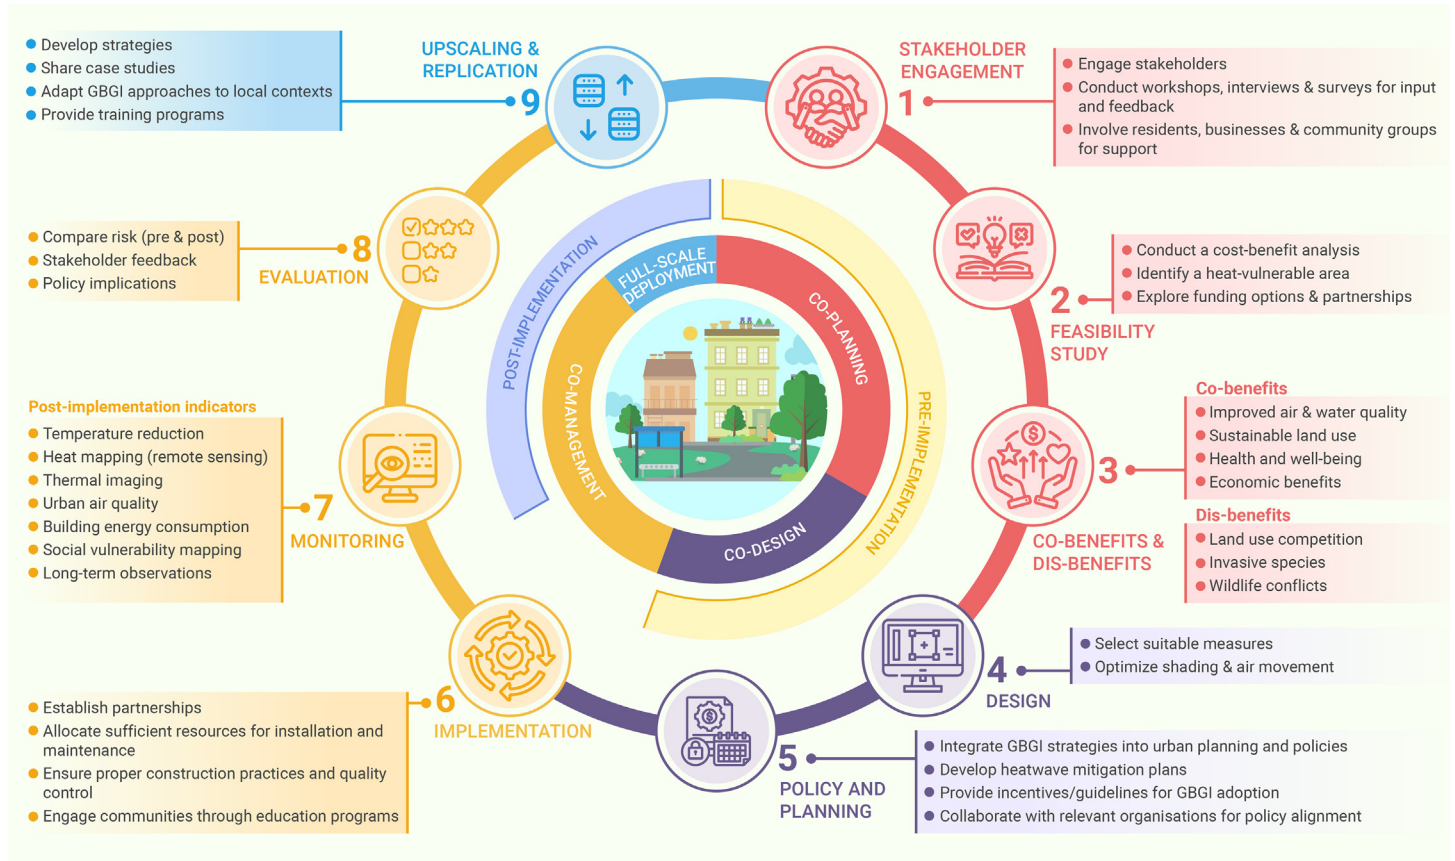 UPSCALING &
REPLICATION
9
Develop strategies
Share case studies
Adapt GBGI approaches to local contexts
Provide training programs
STAKEHOLDER
ENGAGEMENT
1
Engage stakeholders
Conduct workshops, interviews & surveys for input
and feedback
Involve residents, businesses & community groups
for support
2
FEASIBILITY
STUDY
Conduct a cost-benefit analysis
Identify a heat-vulnerable area
Explore funding options & partnerships
3
CO-BENEFITS &
DIS-BENEFITS
Co-benefits
Improved air & water quality
Sustainable land use
Health and well-being
Economic benefits
Dis-benefits
Land use competition
Invasive species
Wildlife conflicts
4
DESIGN
Select suitable measures
Optimize shading & air movement
5
POLICY AND
PLANNING
Integrate GBGI strategies into urban planning and policies
Develop heatwave mitigation plans
Provide incentives/guidelines for GBGI adoption
Collaborate with relevant organisations for policy alignment
6
IMPLEMENTATION
Establish partnerships
Allocate sufficient resources for installation and
maintenance
Ensure proper construction practices and quality
control
Engage communities through education programs
7
MONITORING
Post-implementation indicators
Temperature reduction
Heat mapping (remote sensing)
Thermal imaging
Urban air quality
Building energy consumption
Social vulnerability mapping
Long-term observations
8
EVALUATION
Compare risk (pre & post)
Stakeholder feedback
Policy implications
POST-IMPLEMENTATION
PRE-IMPLEMENTATION
FULL-SCALE
DEPLOYMENT
CO-PLANNING
CO-DESIGN
CO-MANAGEMENT